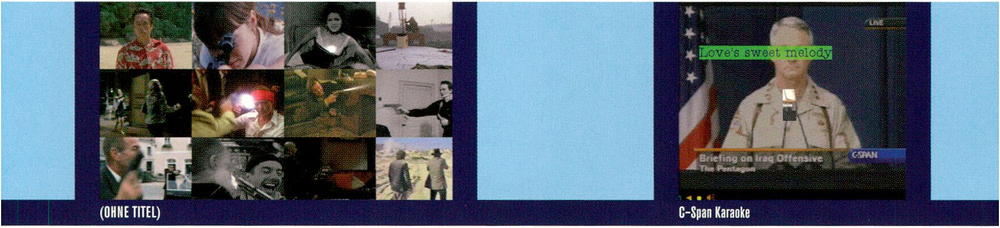 LIVE
Love's sweet melody
C-SPAN
Briefing on Iraq Offensive
The Pentagon
(OHNE TITEL)
C-Span Karaoke